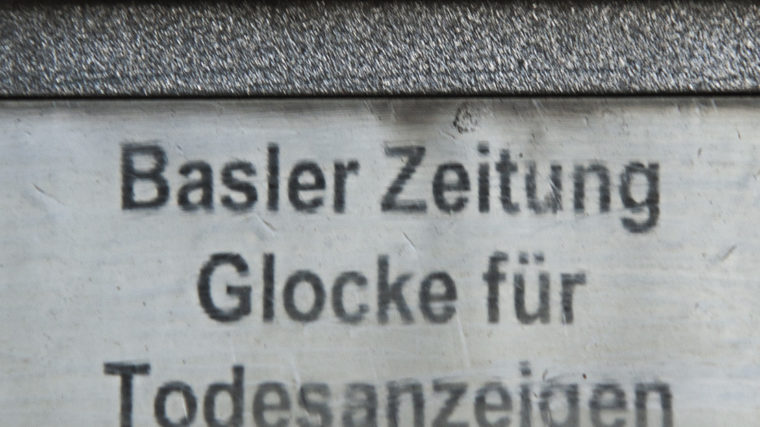 Basler Zeitung
Glocke für
Todesanzeigen